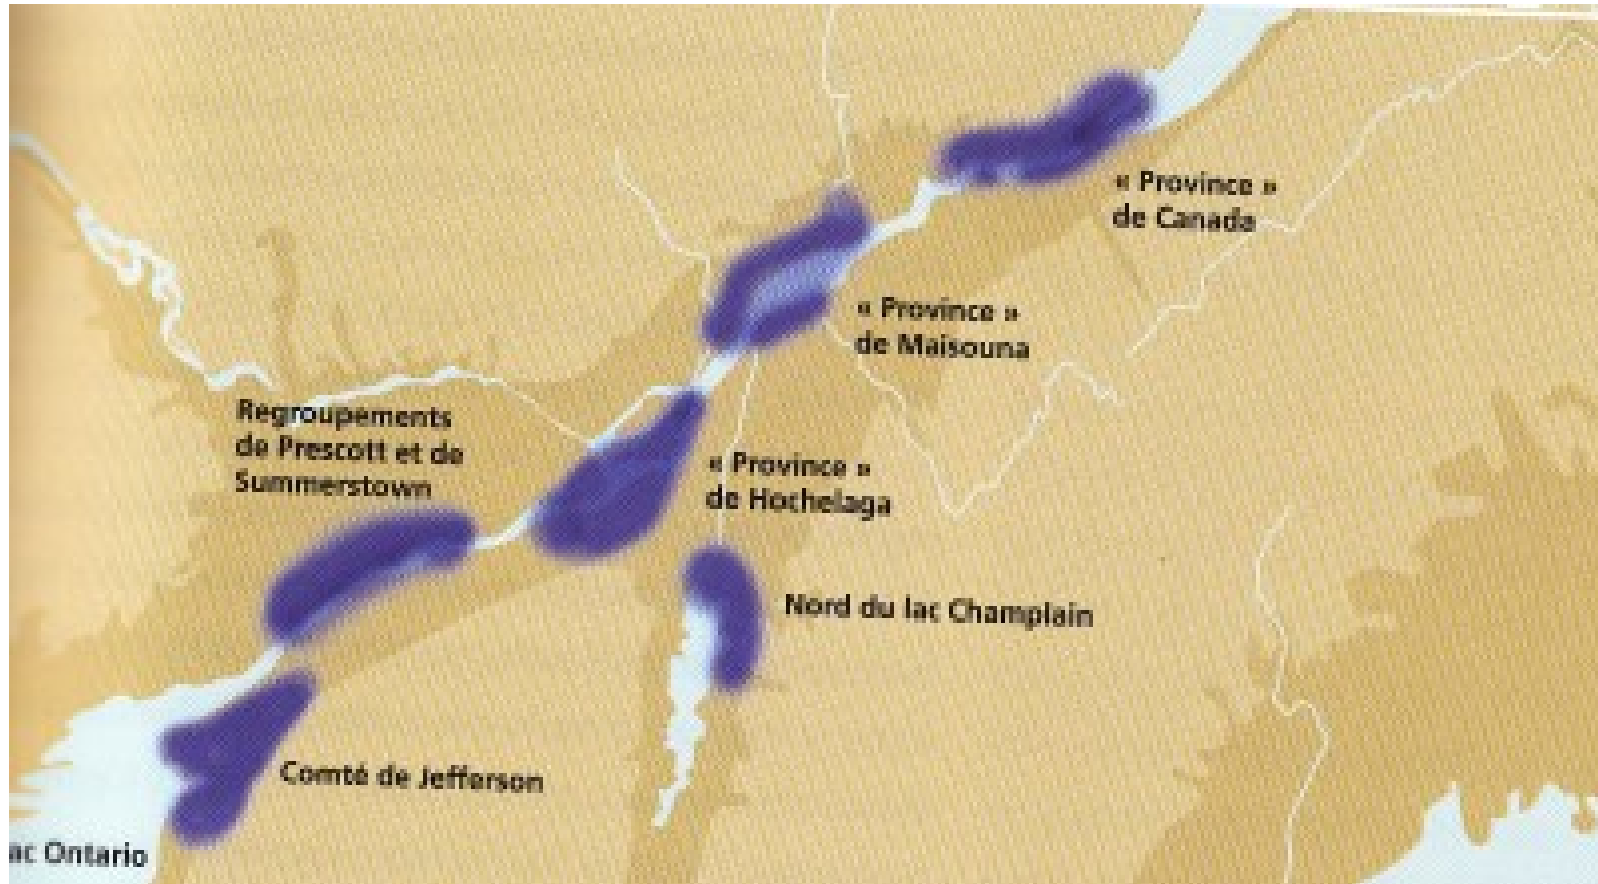 « Province »
de Canada
« Province »
de Maisouna
Regroupements
de Prescott et de
Summerstown
« Province »
de Hochelaga
Nord du lac Champlain
Comté de Jefferson
ac Ontario